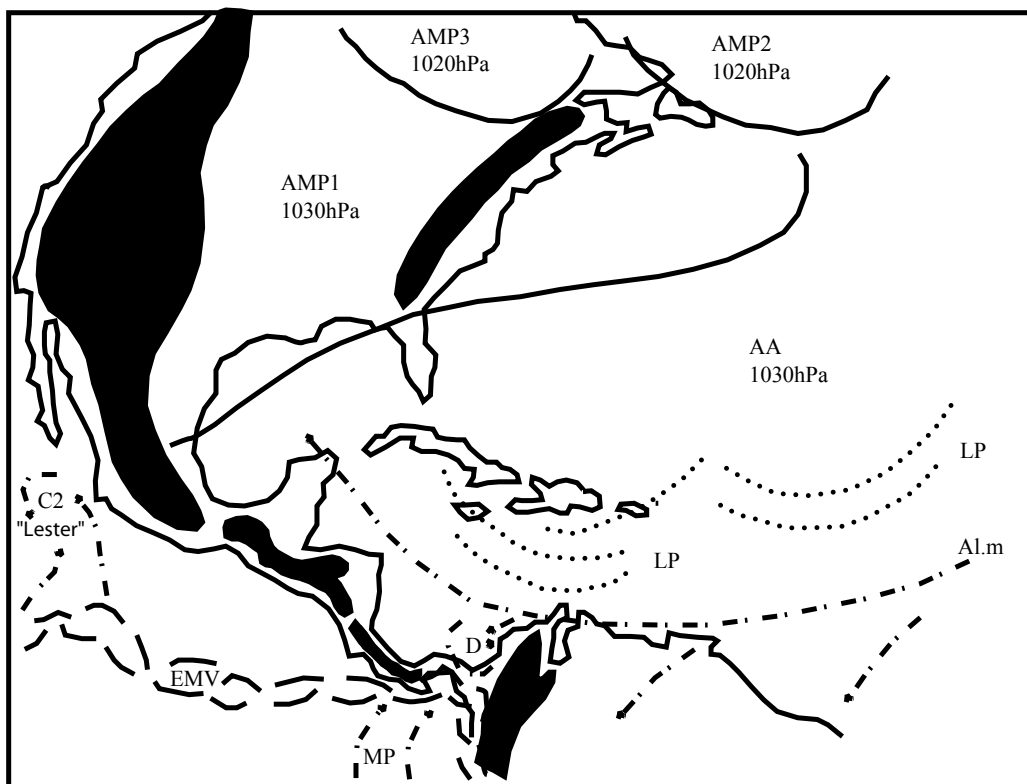 AMP3
1020hPa
AMP2
1020hPa
AMP1
1030hPa
AA
1030hPa
LP
C2
"Lester"
Al.m
LP
D
EMV
MP